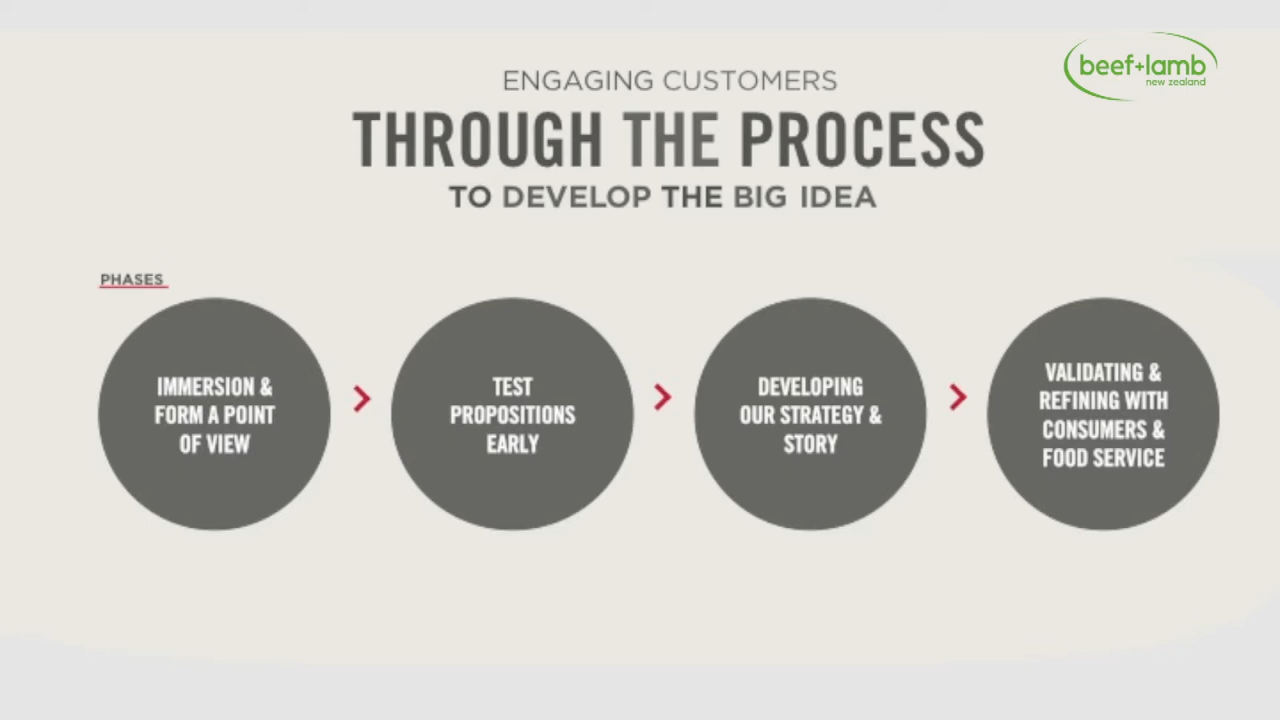 beef+lamb
new zealand
ENGAGING CUSTOMERS
THROUGH THE PROCESS
TO DEVELOP THE BIG IDEA
PHASES
IMMERSION &
FORM A POINT
OF VIEW
TEST
PROPOSITIONS
EARLY
DEVELOPING
OUR STRATEGY &
STORY
VALIDATING &
REFINING WITH
CONSUMERS &
FOOD SERVICE